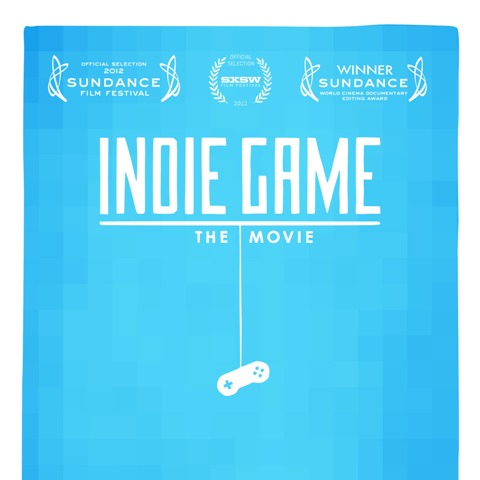 OFFICIAL SELECTION
2012
SUNDANCE
FILM FESTIVAL
OFFICIAL
SELECTION
SXSW
FILM FESTIVAL
2012
WINNER
SUNDANCE
WORLD CINEMA DOCUMENTARY
EDITING AWARD
INDIE GAME
THE MOVIE